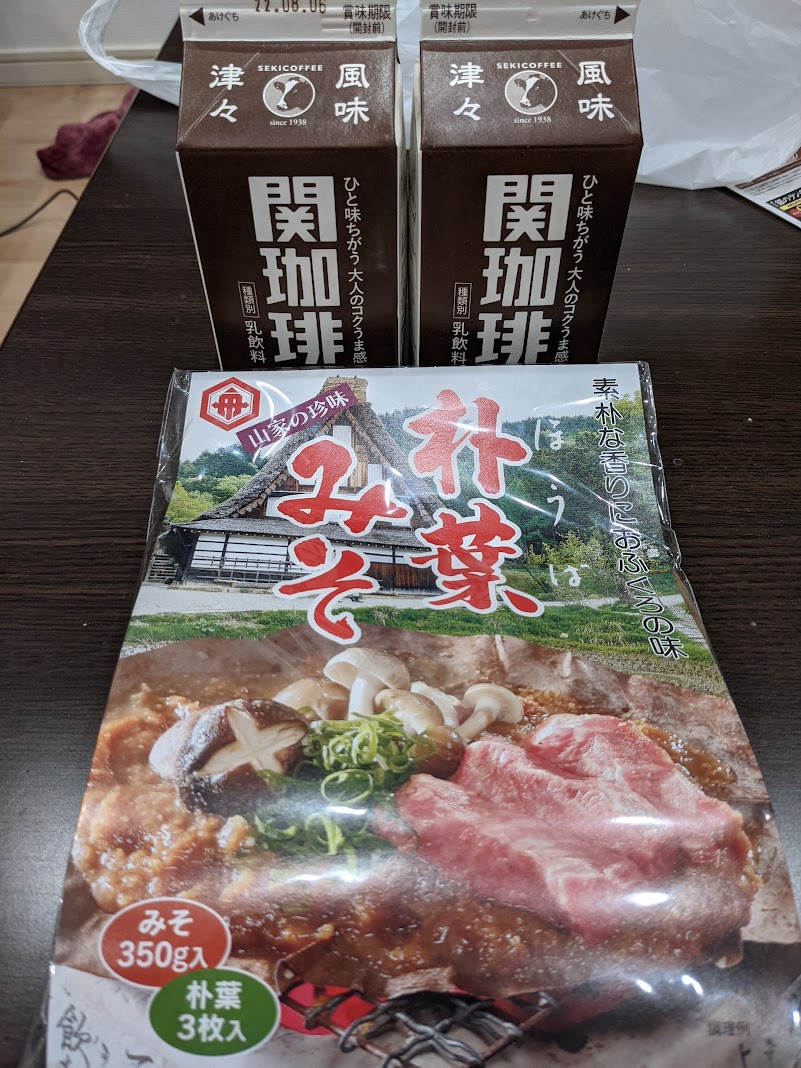 あけぐち
22.08.06
賞味期限
(開封前)
風味
津々
SEKICOFFEE
since 1938
関珈琲
ひと味ちがう 大人のコクうま感
種類別
乳飲料
賞味期限
(開封前)
あけぐち
風味
津々
SEKICOFFEE
since 1938
関珈琲
ひと味ちがう 大人のコクうま感
種類別
乳飲料
素朴な香りにおふくろの味
山家の珍味
朴葉
ほうば
みそ
みそ
350g入
朴葉
3枚入
調理例